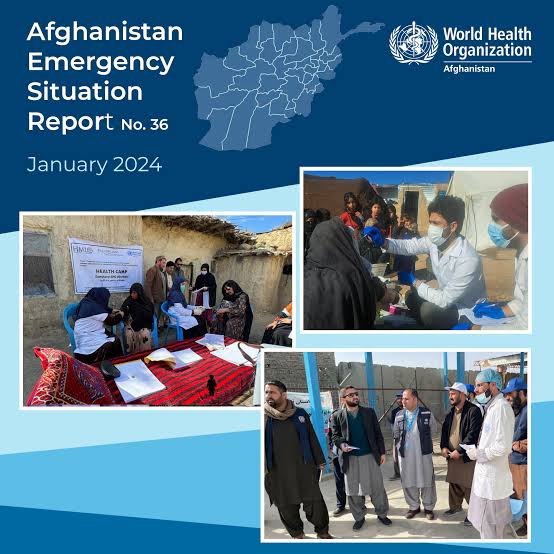 Afghanistan
Emergency
Situation
Report No. 36
January 2024
World Health
Organization
Afghanistan
HEALTH CAMP